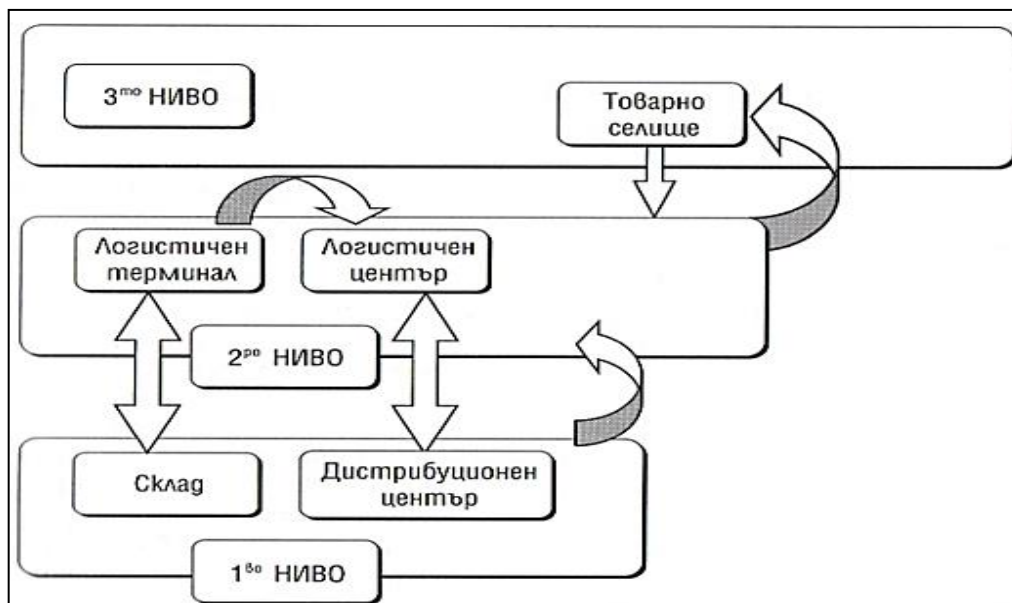 3то НИВО
Товарно
селище
Логистичен
терминал
Логистичен
център
2ро НИВО
Склад
Дистрибуционен
център
1во НИВО